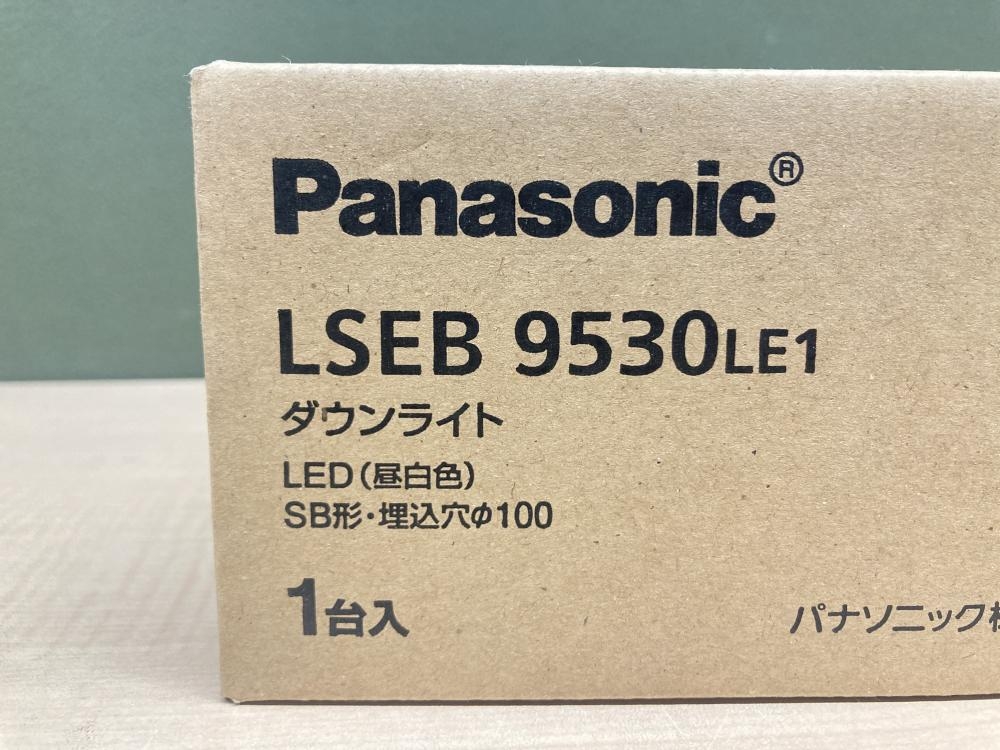 Panasonic®
LSEB 9530LE1
ダウンライト
LED(昼白色)
SB形・埋込穴φ100
1台入
パナソニック